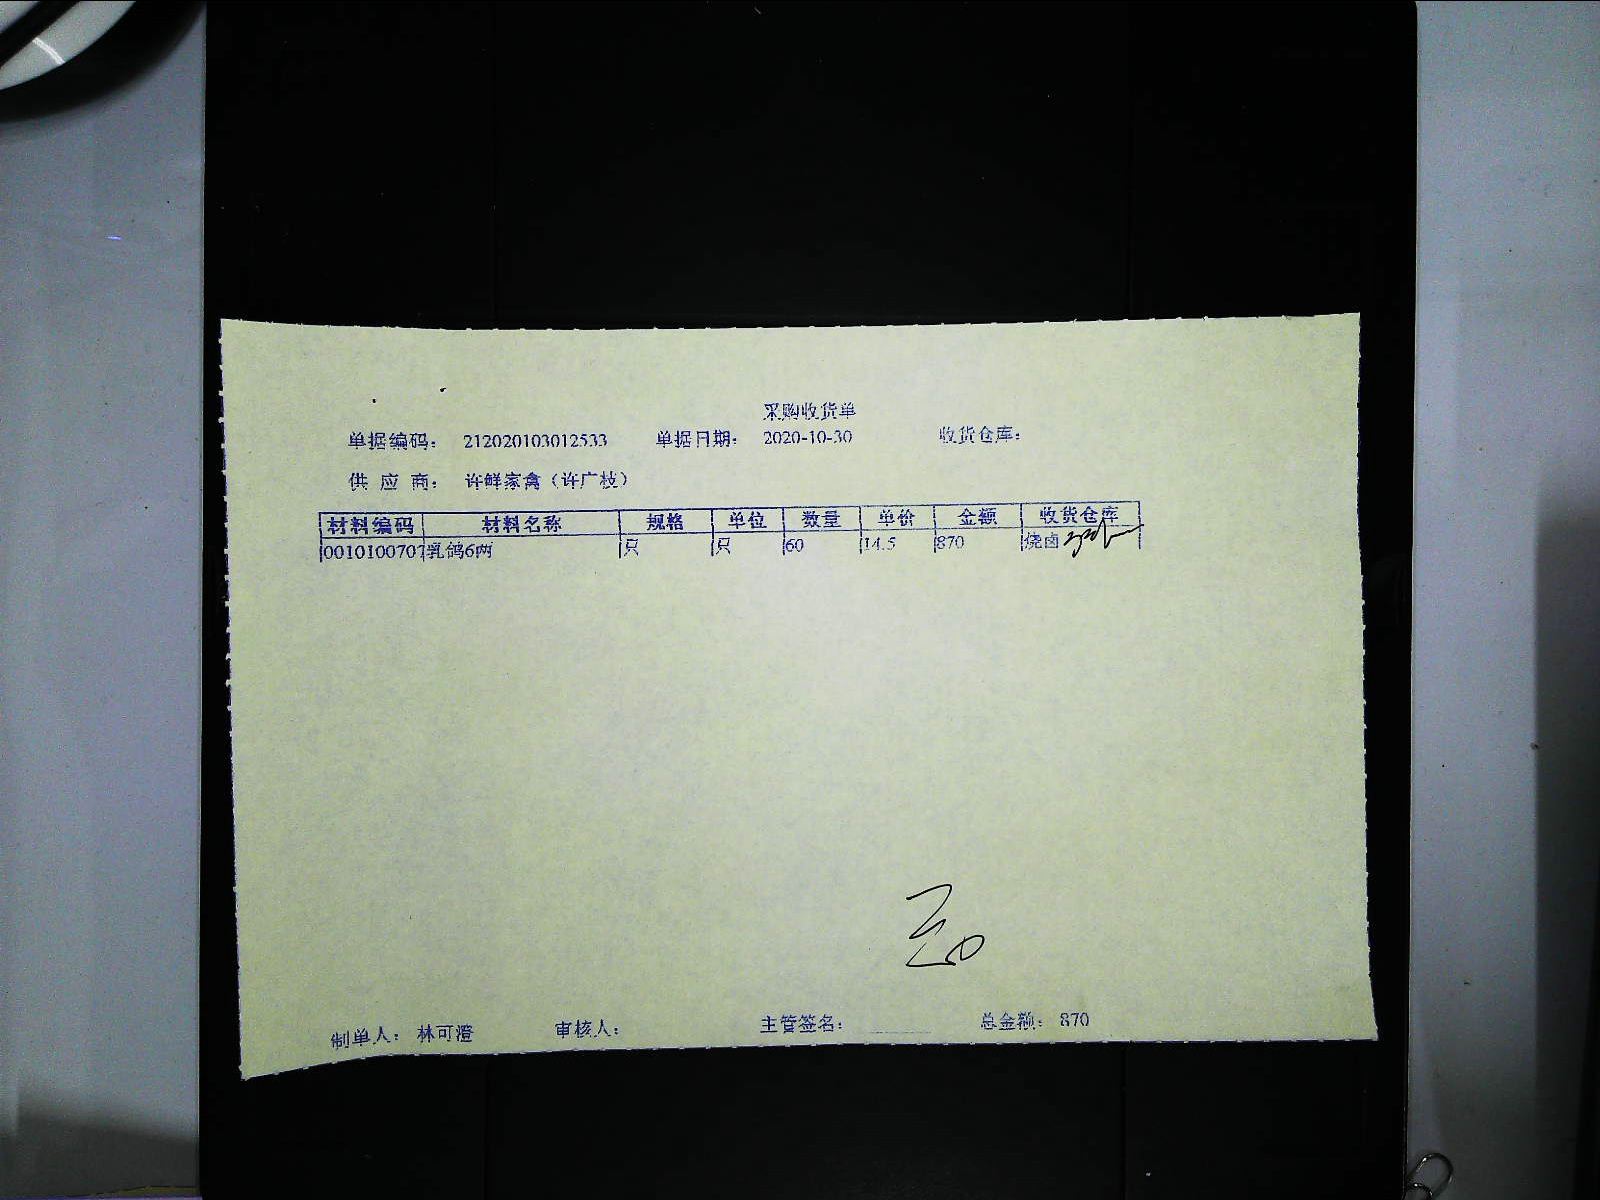 采购收货单
单据编码： 212020103012533 单据日期： 2020-10-30 收货仓库：
供 应 商： 许鲜家禽（许广枝）
材料编码 材料名称 规格 单位 数量 单价 金额 收货仓库
0010100707 乳鸽6两 只 只 60 14.5 870 烧卤
制单人： 林可澄 审核人： 主管签名： 总金额： 870